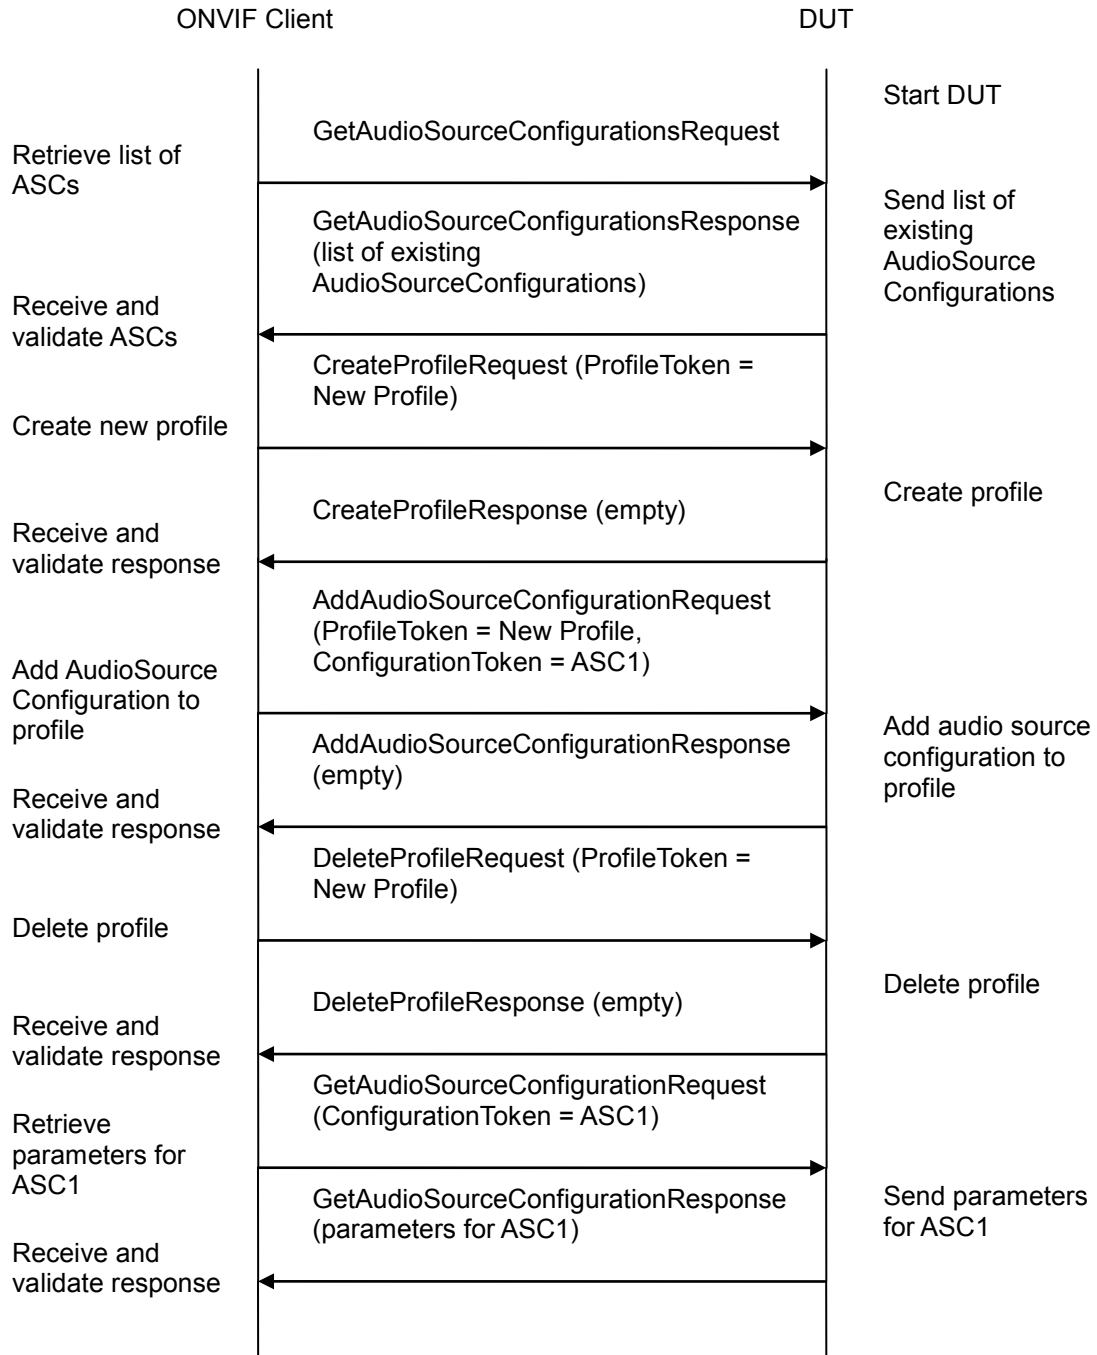 ONVIF Client
DUT
Start DUT
GetAudioSourceConfigurationsRequest
Retrieve list of
ASCs
GetAudioSourceConfigurationsResponse
(list of existing
AudioSourceConfigurations)
Send list of
existing
AudioSource
Configurations
Receive and
validate ASCs
CreateProfileRequest (ProfileToken =
New Profile)
Create new profile
Create profile
CreateProfileResponse (empty)
Receive and
validate response
AddAudioSourceConfigurationRequest
(ProfileToken = New Profile,
ConfigurationToken = ASC1)
Add AudioSource
Configuration to
profile
Add audio source
configuration to
profile
AddAudioSourceConfigurationResponse
(empty)
Receive and
validate response
DeleteProfileRequest (ProfileToken =
New Profile)
Delete profile
Delete profile
DeleteProfileResponse (empty)
Receive and
validate response
GetAudioSourceConfigurationRequest
(ConfigurationToken = ASC1)
Retrieve
parameters for
ASC1
Send parameters
for ASC1
GetAudioSourceConfigurationResponse
(parameters for ASC1)
Receive and
validate response